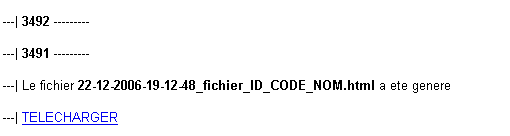 ---| 3492 ---------
---| 3491 ---------
---| Le fichier 22-12-2006-19-12-48_fichier_ID_CODE_NOM.html a ete genere
---| TELECHARGER